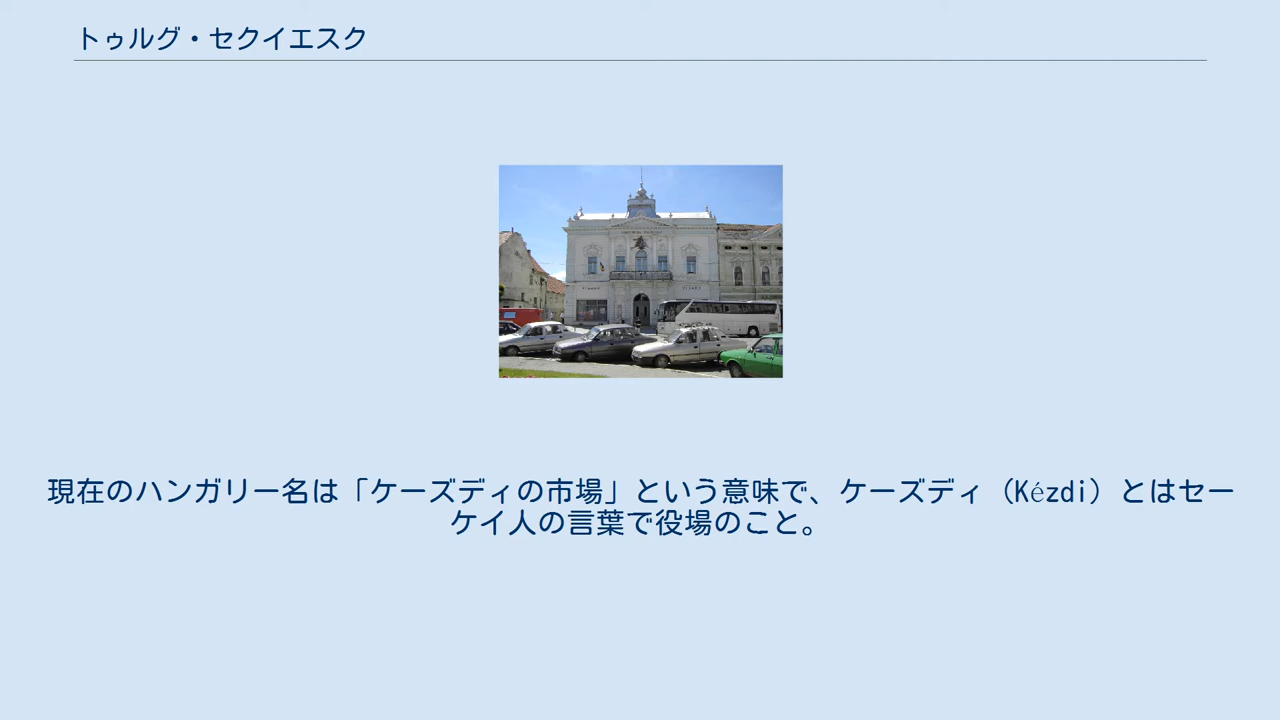 トゥルグ・セクイエスク
現在のハンガリー名は「ケーズディの市場」という意味で、ケーズディ（Kézdi）とはセー
ケイ人の言葉で役場のこと。